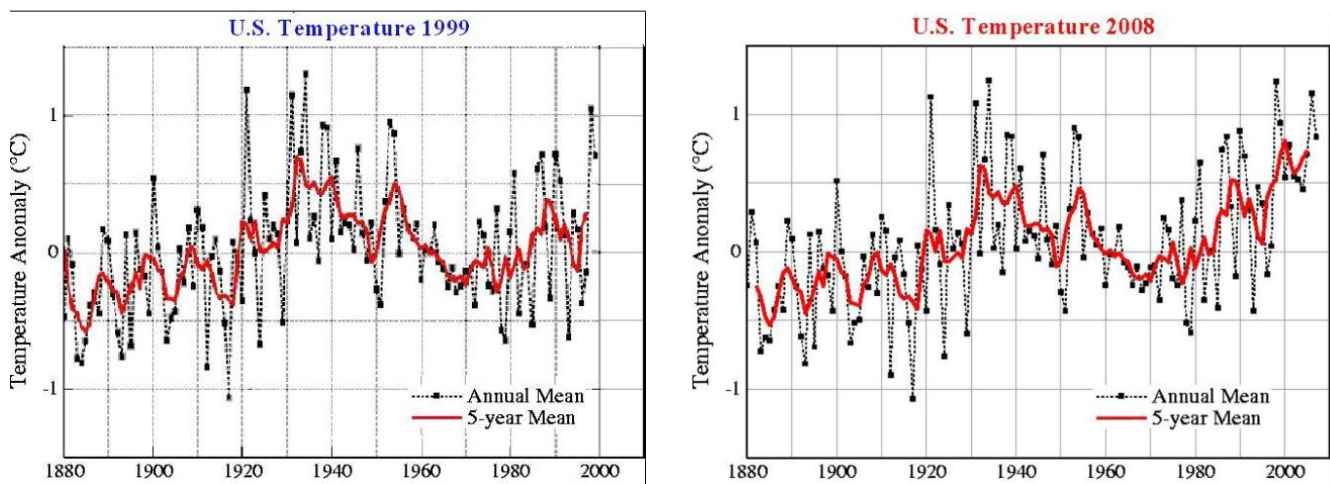 U.S. Temperature 1999
Temperature Anomaly (°C)
1
0
-1
Annual Mean
5-year Mean
1880 1900 1920 1940 1960 1980 2000
U.S. Temperature 2008
Temperature Anomaly (°C)
1
0
-1
Annual Mean
5-year Mean
1880 1900 1920 1940 1960 1980 2000